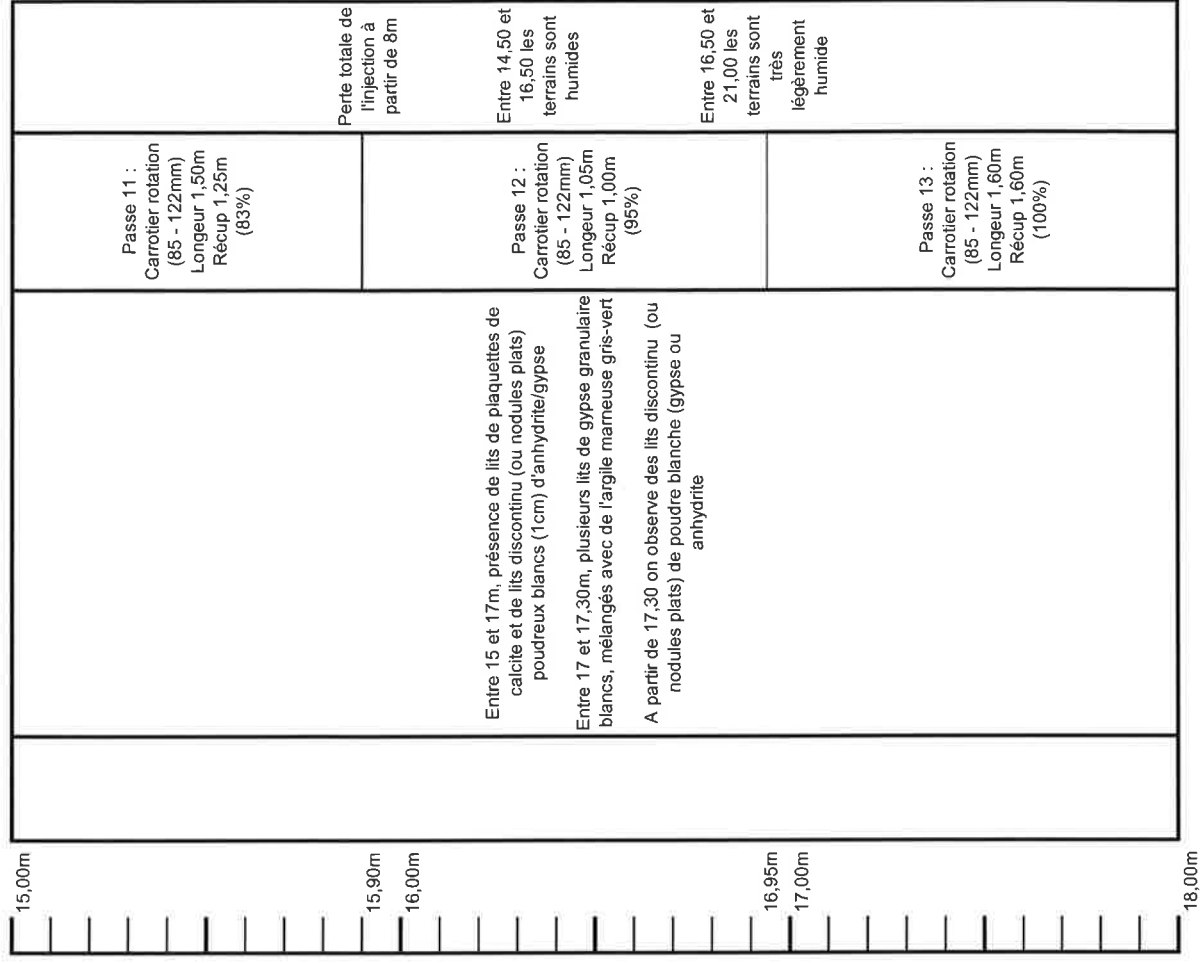 15,00m
15,90m
16,00m
16,95m
17,00m
18,00m
Entre 15 et 17m, présence de lits de plaquettes de
calcite et de lits discontinu (ou nodules plats)
poudreux blancs (1cm) d'anhydrite/gypse
Entre 17 et 17,30m, plusieurs lits de gypse granulaire
blancs, mélangés avec de l'argile marneuse gris-vert
A partir de 17,30 on observe des lits discontinu (ou
nodules plats) de poudre blanche (gypse ou
anhydrite
Passe 11 :
Carrotier rotation
(85 - 122mm)
Longeur 1,50m
Récup 1,25m
(83%)
Passe 12 :
Carrotier rotation
(85 - 122mm)
Longeur 1,05m
Récup 1,00m
(95%)
Passe 13 :
Carrotier rotation
(85 - 122mm)
Longeur 1,60m
Récup 1,60m
(100%)
Perte totale de
l'injection à
partir de 8m
Entre 14,50 et
16,50 les
terrains sont
humides
Entre 16,50 et
21,00 les
terrains sont
très
légèrement
humide